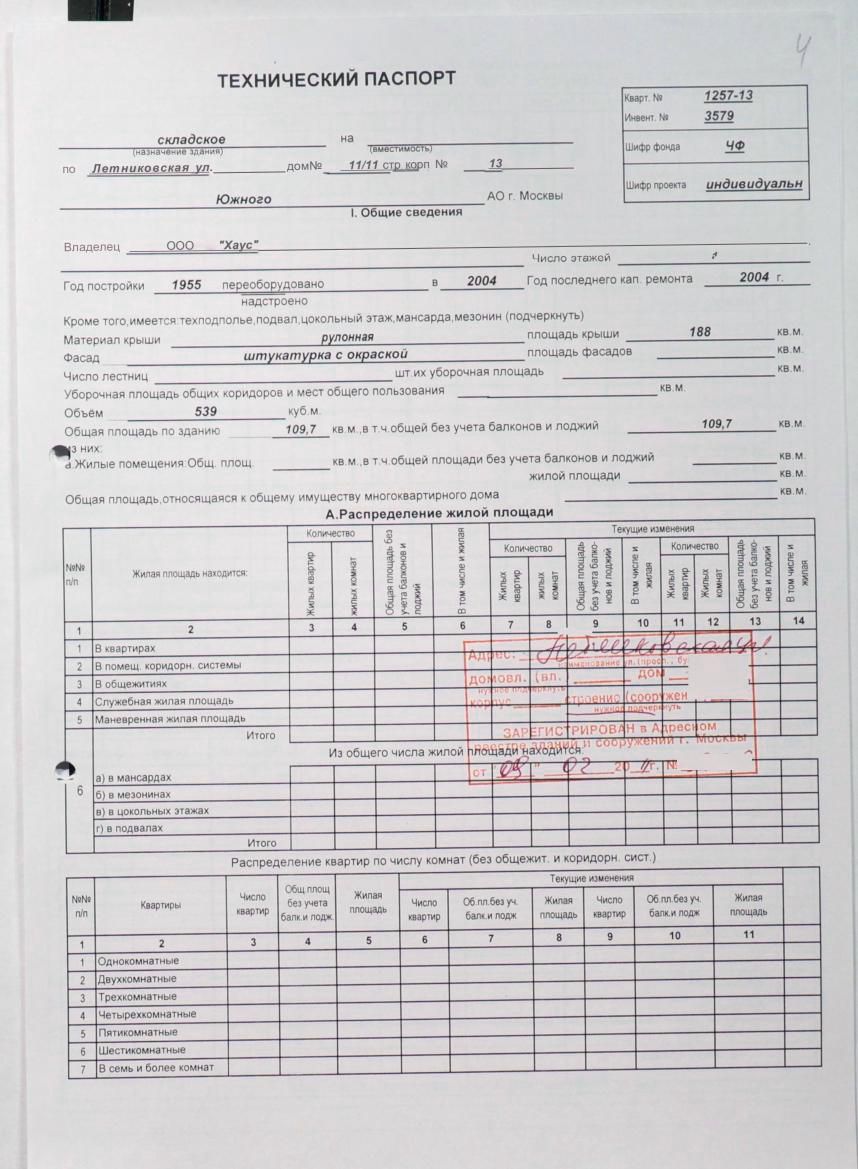 4
ТЕХНИЧЕСКИЙ ПАСПОРТ
Кварт. № 1257-13
Инвент. № 3579
Шифр фонда ЧФ
Шифр проекта индивидуальн
складское на
(назначение здания) (вместимость)
по Летниковская ул. дом№ 11/11 стр. корп № 13
Южного АО г. Москвы
I. Общие сведения
Владелец ООО "Хаус"
Число этажей
Год постройки 1955 переоборудовано в 2004 Год последнего кап. ремонта 2004 г.
надстроено
Кроме того,имеется:техподполье,подвал,цокольный этаж,мансарда,мезонин (подчеркнуть)
Материал крыши рулонная площадь крыши 188 кв.м.
Фасад штукатурка с окраской площадь фасадов кв.м.
Число лестниц шт.их уборочная площадь кв.м.
Уборочная площадь общих коридоров и мест общего пользования кв.м.
Объём 539 куб.м.
Общая площадь по зданию 109,7 кв.м.,в т.ч.общей без учета балконов и лоджий 109,7 кв.м.
из них:
а.Жилые помещения:Общ. площ. кв.м.,в т.ч.общей площади без учета балконов и лоджий кв.м.
жилой площади кв.м.
Общая площадь,относящаяся к общему имуществу многоквартирного дома кв.м.
А.Распределение жилой площади
№№ п/п Жилая площадь находится: Количество Общая площадь без учета балконов и лоджий В том числе и жилая Текущие изменения
Жилых квартир жилых комнат Количество Общая площадь без учета балко- нов и лоджий В том числе и жилая Количество Общая площадь без учета балко- нов и лоджий В том числе и жилая
Жилых квартир жилых комнат Жилых квартир Жилых комнат
1 2 3 4 5 6 7 8 9 10 11 12 13 14
1 В квартирах
2 В помещ. коридорн. системы
3 В общежитиях
4 Служебная жилая площадь
5 Маневренная жилая площадь
Итого
Адрес:
наименование ул.(просп., бу
домовл. (вл. ) дом
нужное подчеркнуть
корпус строение (сооружен
нужное подчеркнуть
ЗАРЕГИСТРИРОВАН в Адресном
реестре зданий и сооружений г. Москвы
от 09 " 02 20 г. №
Из общего числа жилой площади находится:
6
а) в мансардах
б) в мезонинах
в) в цокольных этажах
г) в подвалах
Итого
Распределение квартир по числу комнат (без общежит. и коридорн. сист.)
№№ п/п Квартиры Число квартир Общ.площ без учета балк.и лодж. Жилая площадь Текущие изменения
Число квартир Об.пл.без уч. балк.и лодж Жилая площадь Число квартир Об.пл.без уч. балк.и лодж Жилая площадь
1 2 3 4 5 6 7 8 9 10 11
1 Однокомнатные
2 Двухкомнатные
3 Трехкомнатные
4 Четырехкомнатные
5 Пятикомнатные
6 Шестикомнатные
7 В семь и более комнат